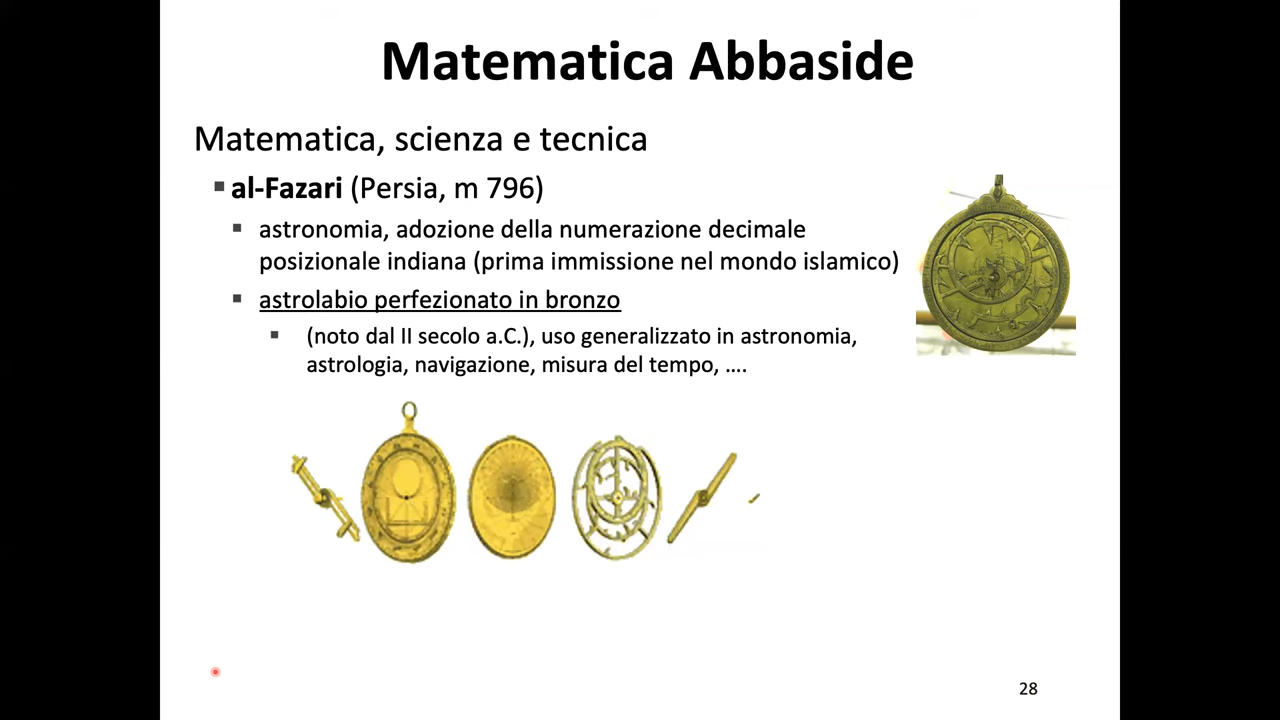 Matematica Abbaside
Matematica, scienza e tecnica
▪ al-Fazari (Persia, m 796)
▪ astronomia, adozione della numerazione decimale
posizionale indiana (prima immissione nel mondo islamico)
▪ astrolabio perfezionato in bronzo
▪ (noto dal II secolo a.C.), uso generalizzato in astronomia,
astrologia, navigazione, misura del tempo, ….
28